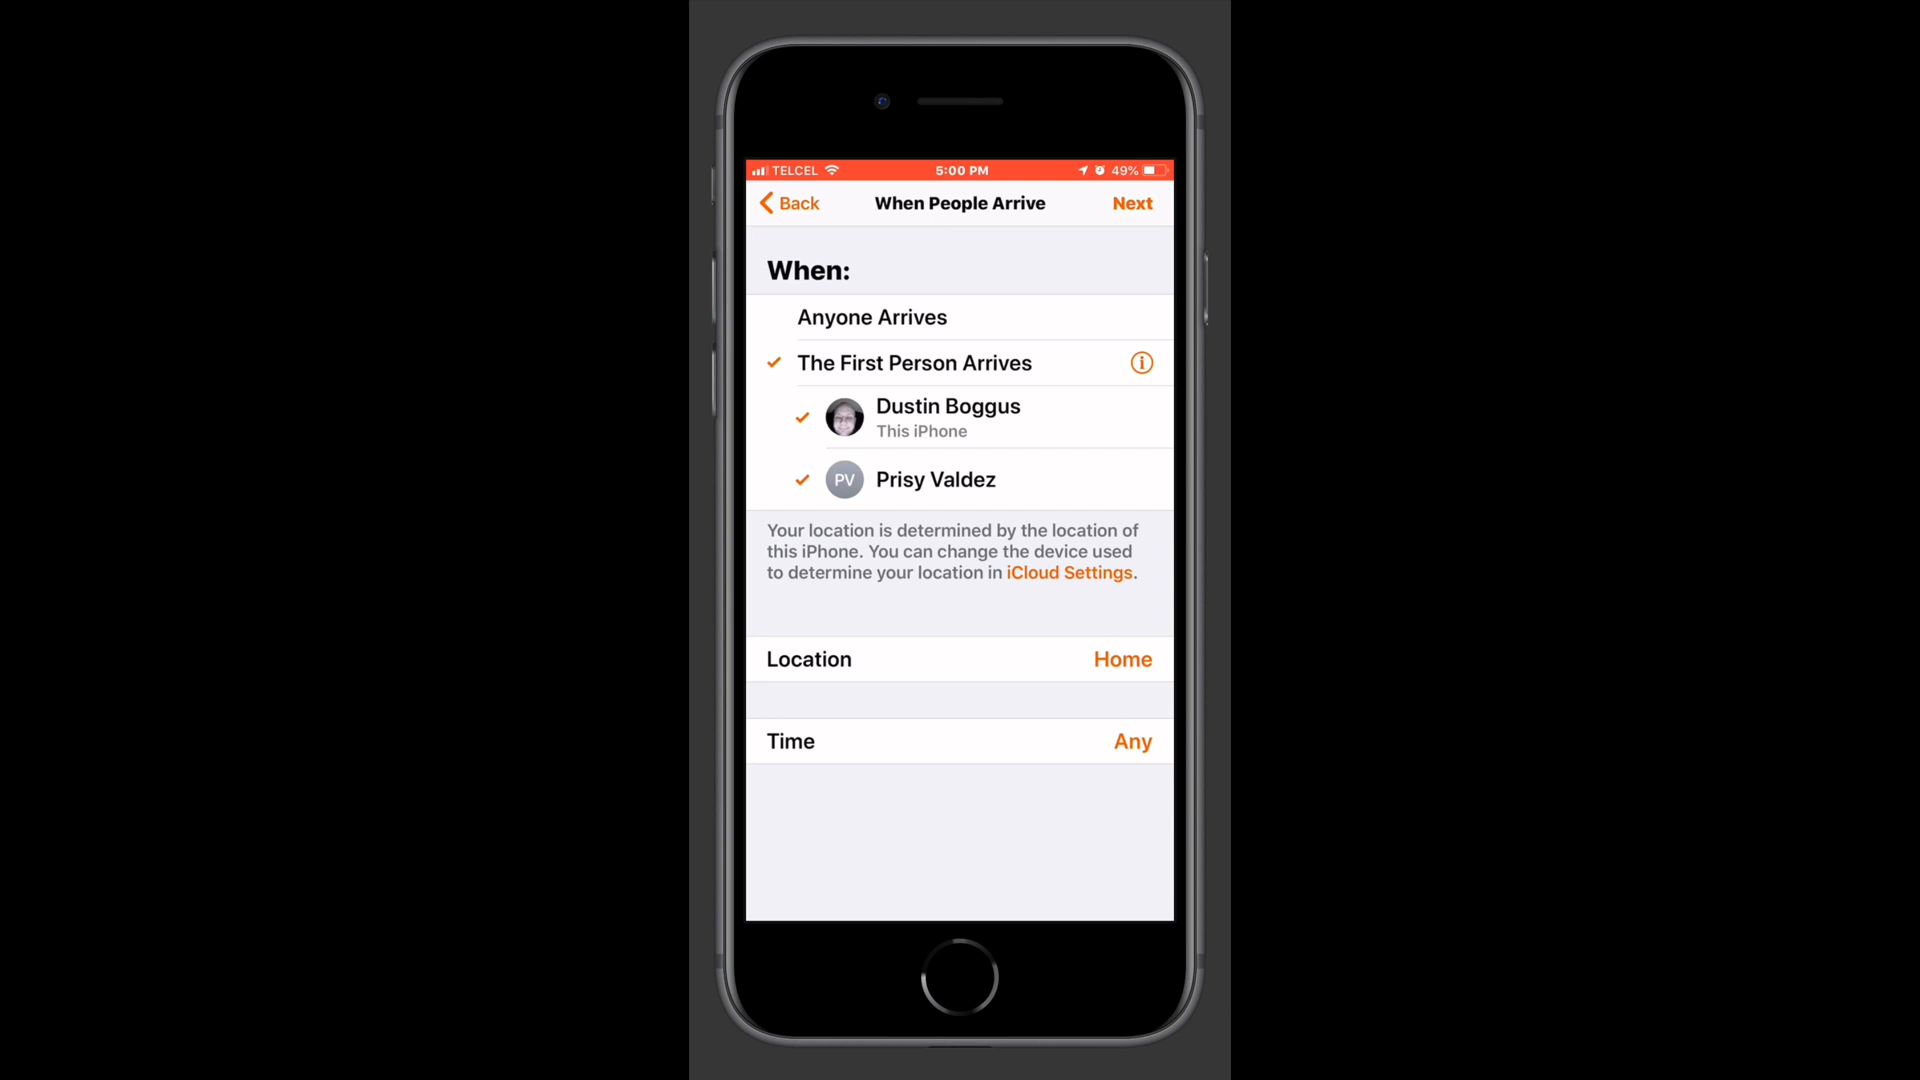 TELCEL 5:00 PM 49%
Back When People Arrive Next
When:
Anyone Arrives
The First Person Arrives
Dustin Boggus
This iPhone
PV Prisy Valdez
Your location is determined by the location of
this iPhone. You can change the device used
to determine your location in iCloud Settings.
Location Home
Time Any